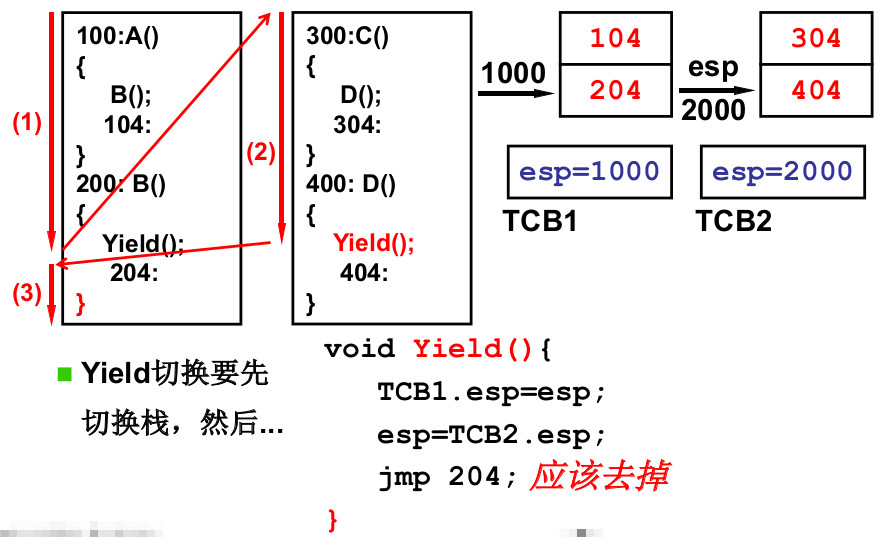 100:A()
{
B();
104:
}
200: B()
{
Yield();
204:
}
(1)
(3)
300:C()
{
D();
304:
}
400: D()
{
Yield();
404:
}
(2)
1000
104
204
esp
2000
304
404
esp=1000
TCB1
esp=2000
TCB2
Yield切换要先
切换栈，然后...
void Yield(){
TCB1.esp=esp;
esp=TCB2.esp;
jmp 204; 应该去掉
}